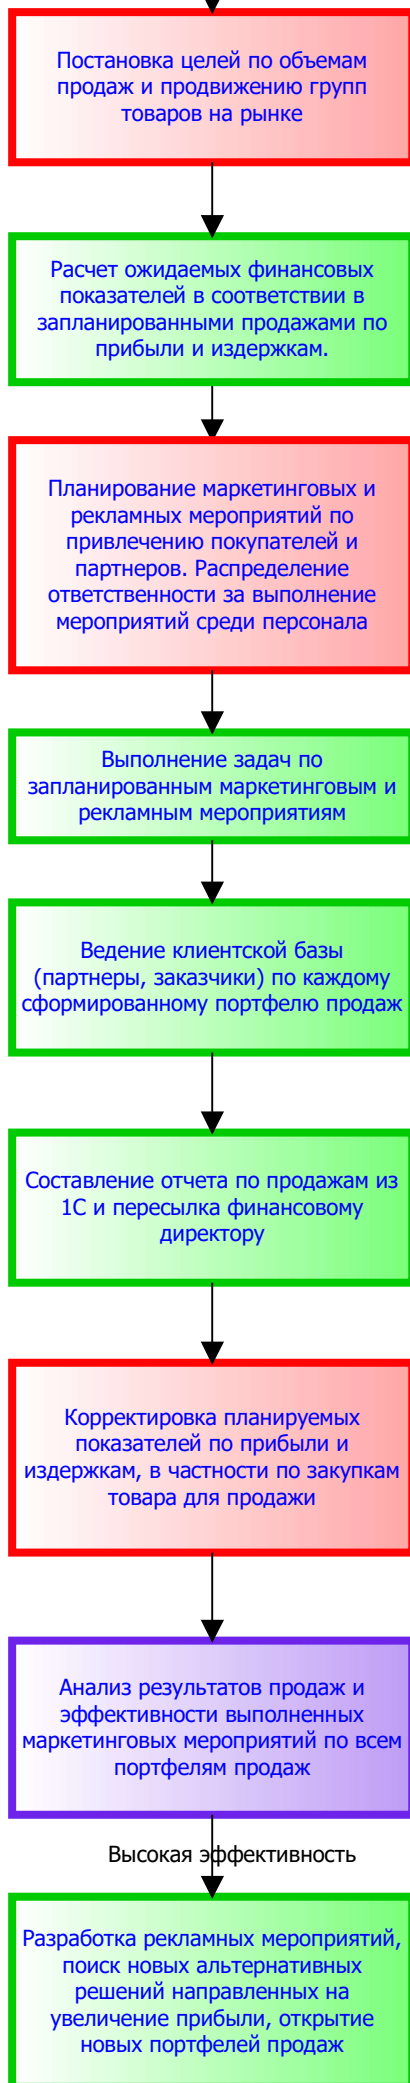 Постановка целей по объемам
продаж и продвижению групп
товаров на рынке
Расчет ожидаемых финансовых
показателей в соответствии в
запланированными продажами по
прибыли и издержкам.
Планирование маркетинговых и
рекламных мероприятий по
привлечению покупателей и
партнеров. Распределение
ответственности за выполнение
мероприятий среди персонала
Выполнение задач по
запланированным маркетинговым и
рекламным мероприятиям
Ведение клиентской базы
(партнеры, заказчики) по каждому
сформированному портфелю продаж
Составление отчета по продажам из
1С и пересылка финансовому
директору
Корректировка планируемых
показателей по прибыли и
издержкам, в частности по закупкам
товара для продажи
Анализ результатов продаж и
эффективности выполненных
маркетинговых мероприятий по всем
портфелям продаж
Высокая эффективность
Разработка рекламных мероприятий,
поиск новых альтернативных
решений направленных на
увеличение прибыли, открытие
новых портфелей продаж